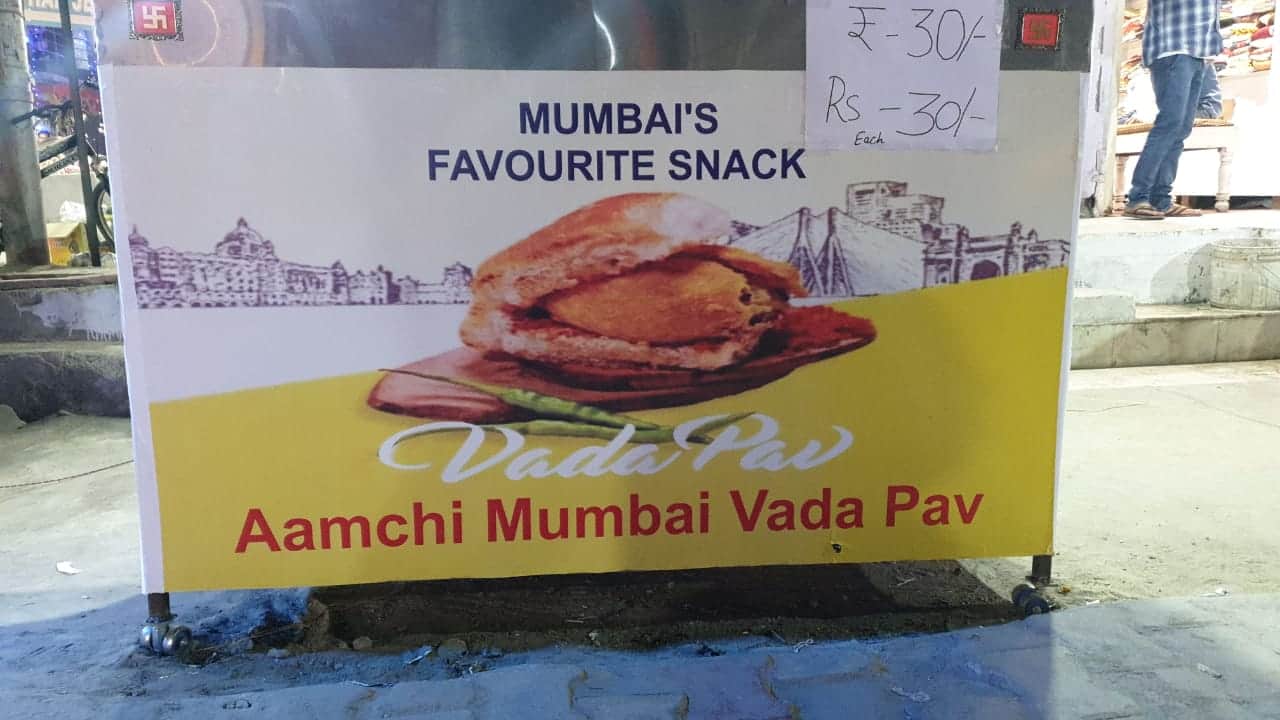 ₹-30/-
Rs -30/-
Each
MUMBAI'S
FAVOURITE SNACK
Vada Pav
Aamchi Mumbai Vada Pav